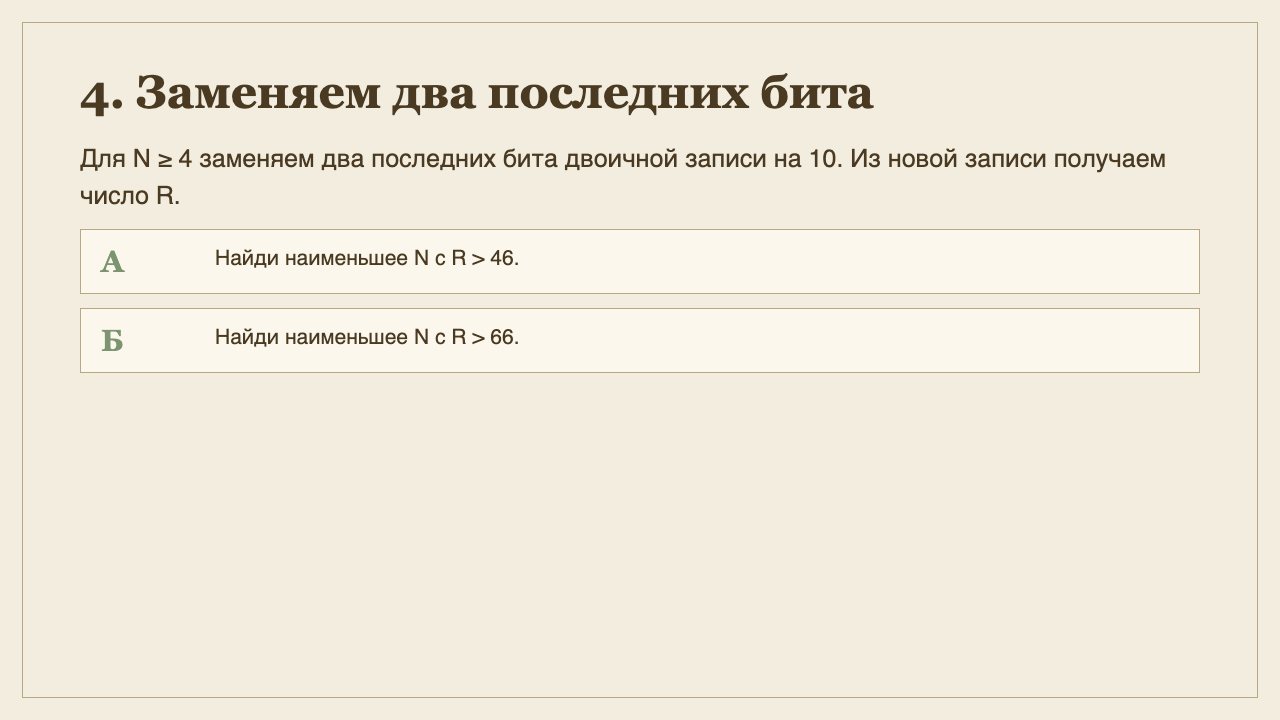 4. Заменяем два последних бита
Для N ≥ 4 заменяем два последних бита двоичной записи на 10. Из новой записи получаем
число R.
А
Найди наименьшее N с R > 46.
Б
Найди наименьшее N с R > 66.